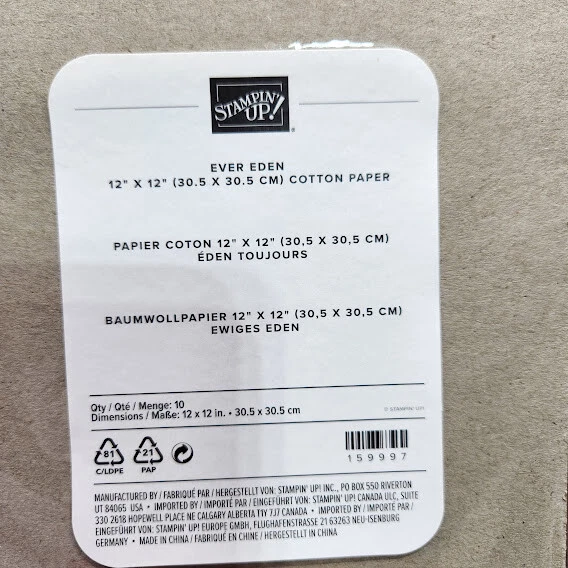 STAMPIN' UP!®
EVER EDEN
12" X 12" (30.5 X 30.5 CM) COTTON PAPER
PAPIER COTON 12" X 12" (30,5 X 30,5 CM)
ÉDEN TOUJOURS
BAUMWOLLPAPIER 12" X 12" (30,5 X 30,5 CM)
EWIGES EDEN
Qty / Qté / Menge: 10
Dimensions / Maße: 12 x 12 in. • 30.5 x 30.5 cm
© STAMPIN' UP!
81 21
C/LDPE PAP
159997
MANUFACTURED BY / FABRIQUÉ PAR / HERGESTELLT VON: STAMPIN' UP! INC., PO BOX 550 RIVERTON
UT 84065 USA • IMPORTED BY / IMPORTÉ PAR / EINGEFÜHRT VON: STAMPIN' UP! CANADA ULC, SUITE
330 2618 HOPEWELL PLACE NE CALGARY ALBERTA T1Y 7J7 CANADA • IMPORTED BY / IMPORTÉ PAR /
EINGEFÜHRT VON: STAMPIN' UP! EUROPE GMBH, FLUGHAFENSTRASSE 21 63263 NEU-ISENBURG
GERMANY • MADE IN CHINA / FABRIQUÉ EN CHINE / HERGESTELLT IN CHINA